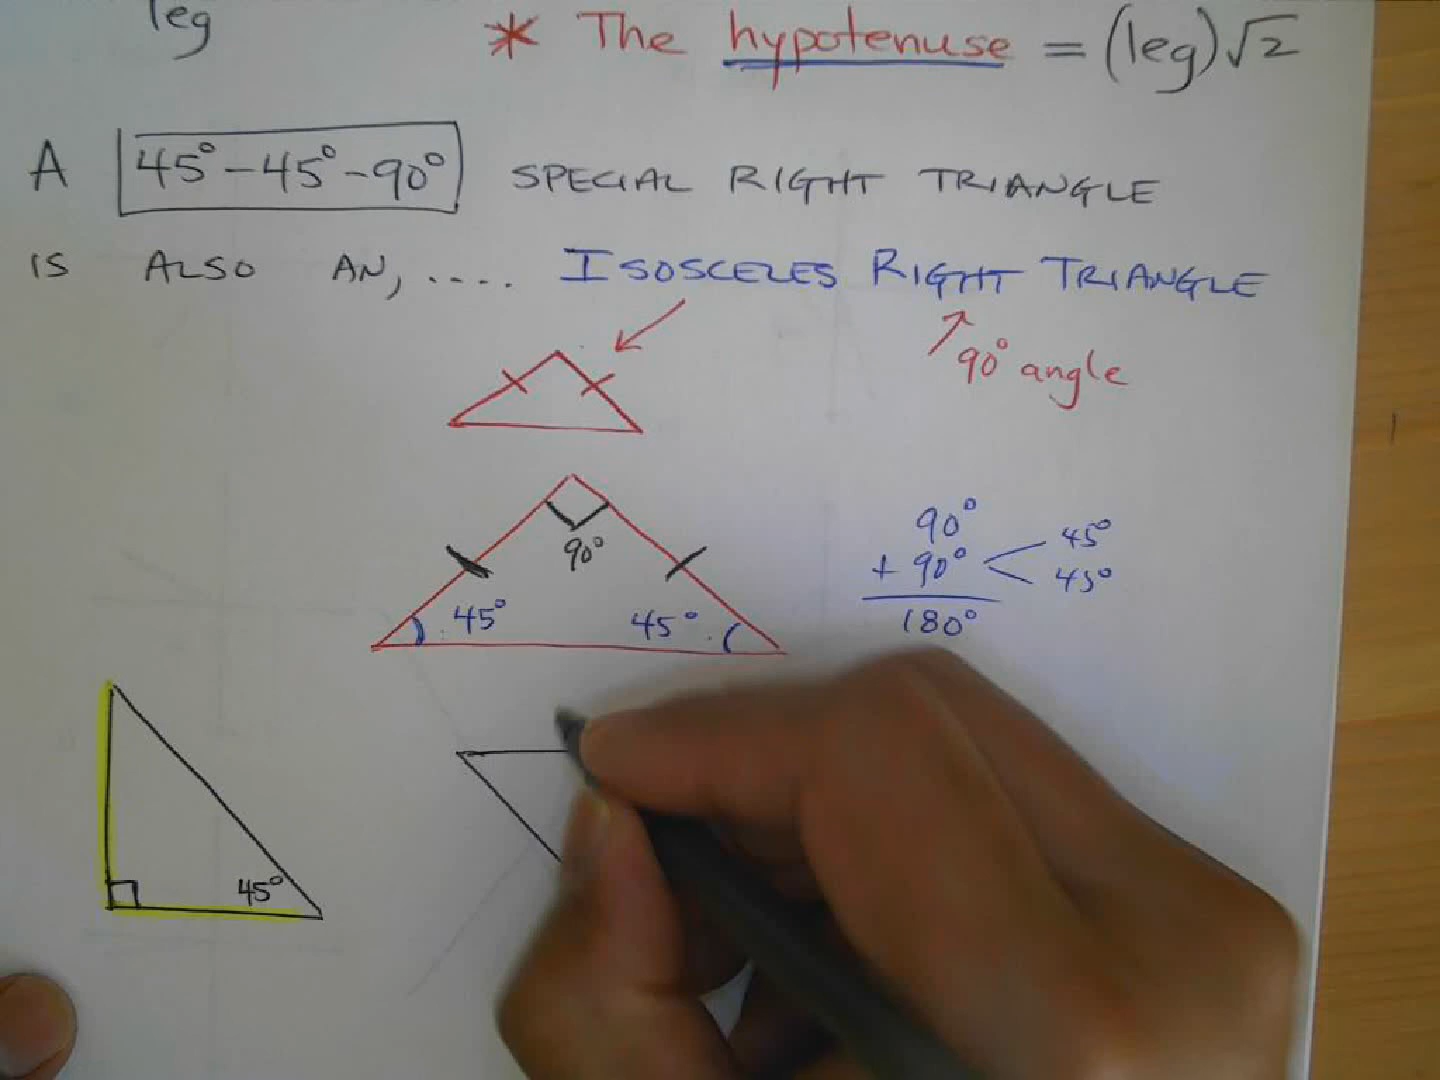 leg
* The hypotenuse = (leg)√2
A 45°-45°-90° SPECIAL RIGHT TRIANGLE
IS ALSO AN, .... ISOSCELES RIGHT TRIANGLE
90° angle
90°
45° 45°
90°
+ 90°
180°
45°
45°
45°